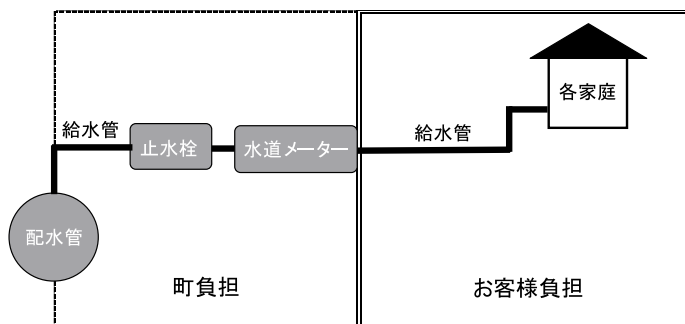 各家庭
給水管
止水栓
水道メーター
給水管
配水管
町負担
お客様負担